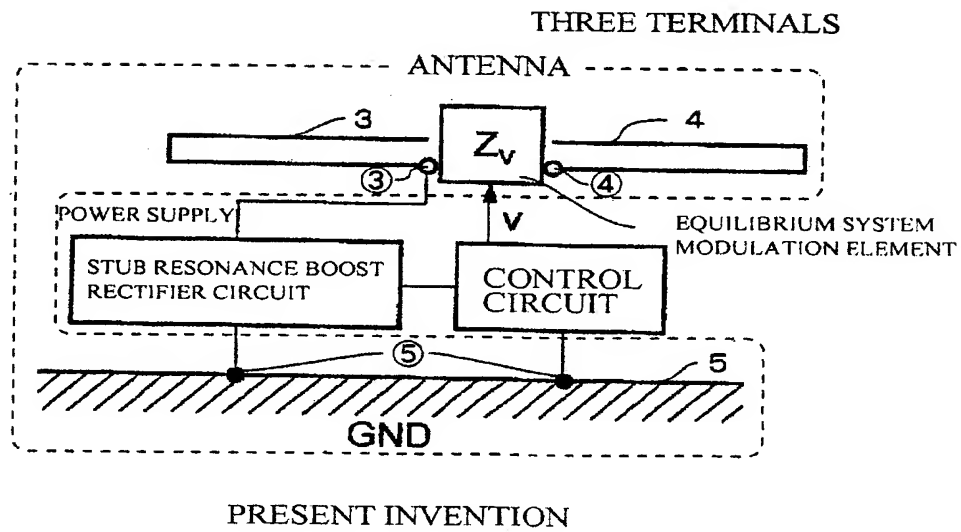 THREE TERMINALS
ANTENNA
3
4
Zv
③
④
POWER SUPPLY
V
EQUILIBRIUM SYSTEM
MODULATION ELEMENT
STUB RESONANCE BOOST
RECTIFIER CIRCUIT
CONTROL
CIRCUIT
⑤
5
GND
PRESENT INVENTION